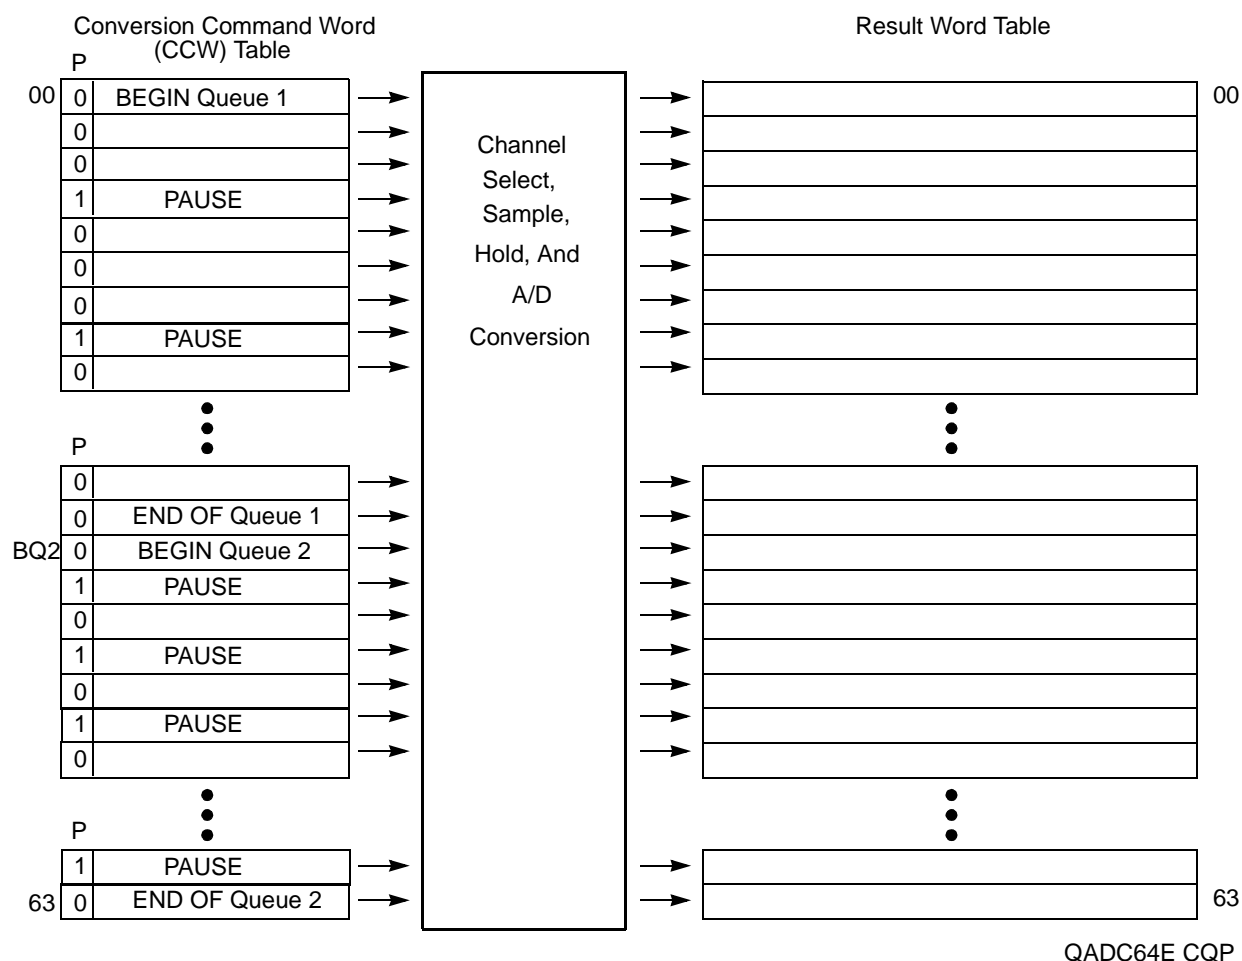 Conversion Command Word
(CCW) Table
Result Word Table
P
00 0 BEGIN Queue 1 00
0
0
1 PAUSE
0
0
0
1 PAUSE
0
Channel
Select,
Sample,
Hold, And
A/D
Conversion
P
0
0 END OF Queue 1
BQ2 0 BEGIN Queue 2
1 PAUSE
0
1 PAUSE
0
1 PAUSE
0
P
1 PAUSE
63 0 END OF Queue 2 63
QADC64E CQP